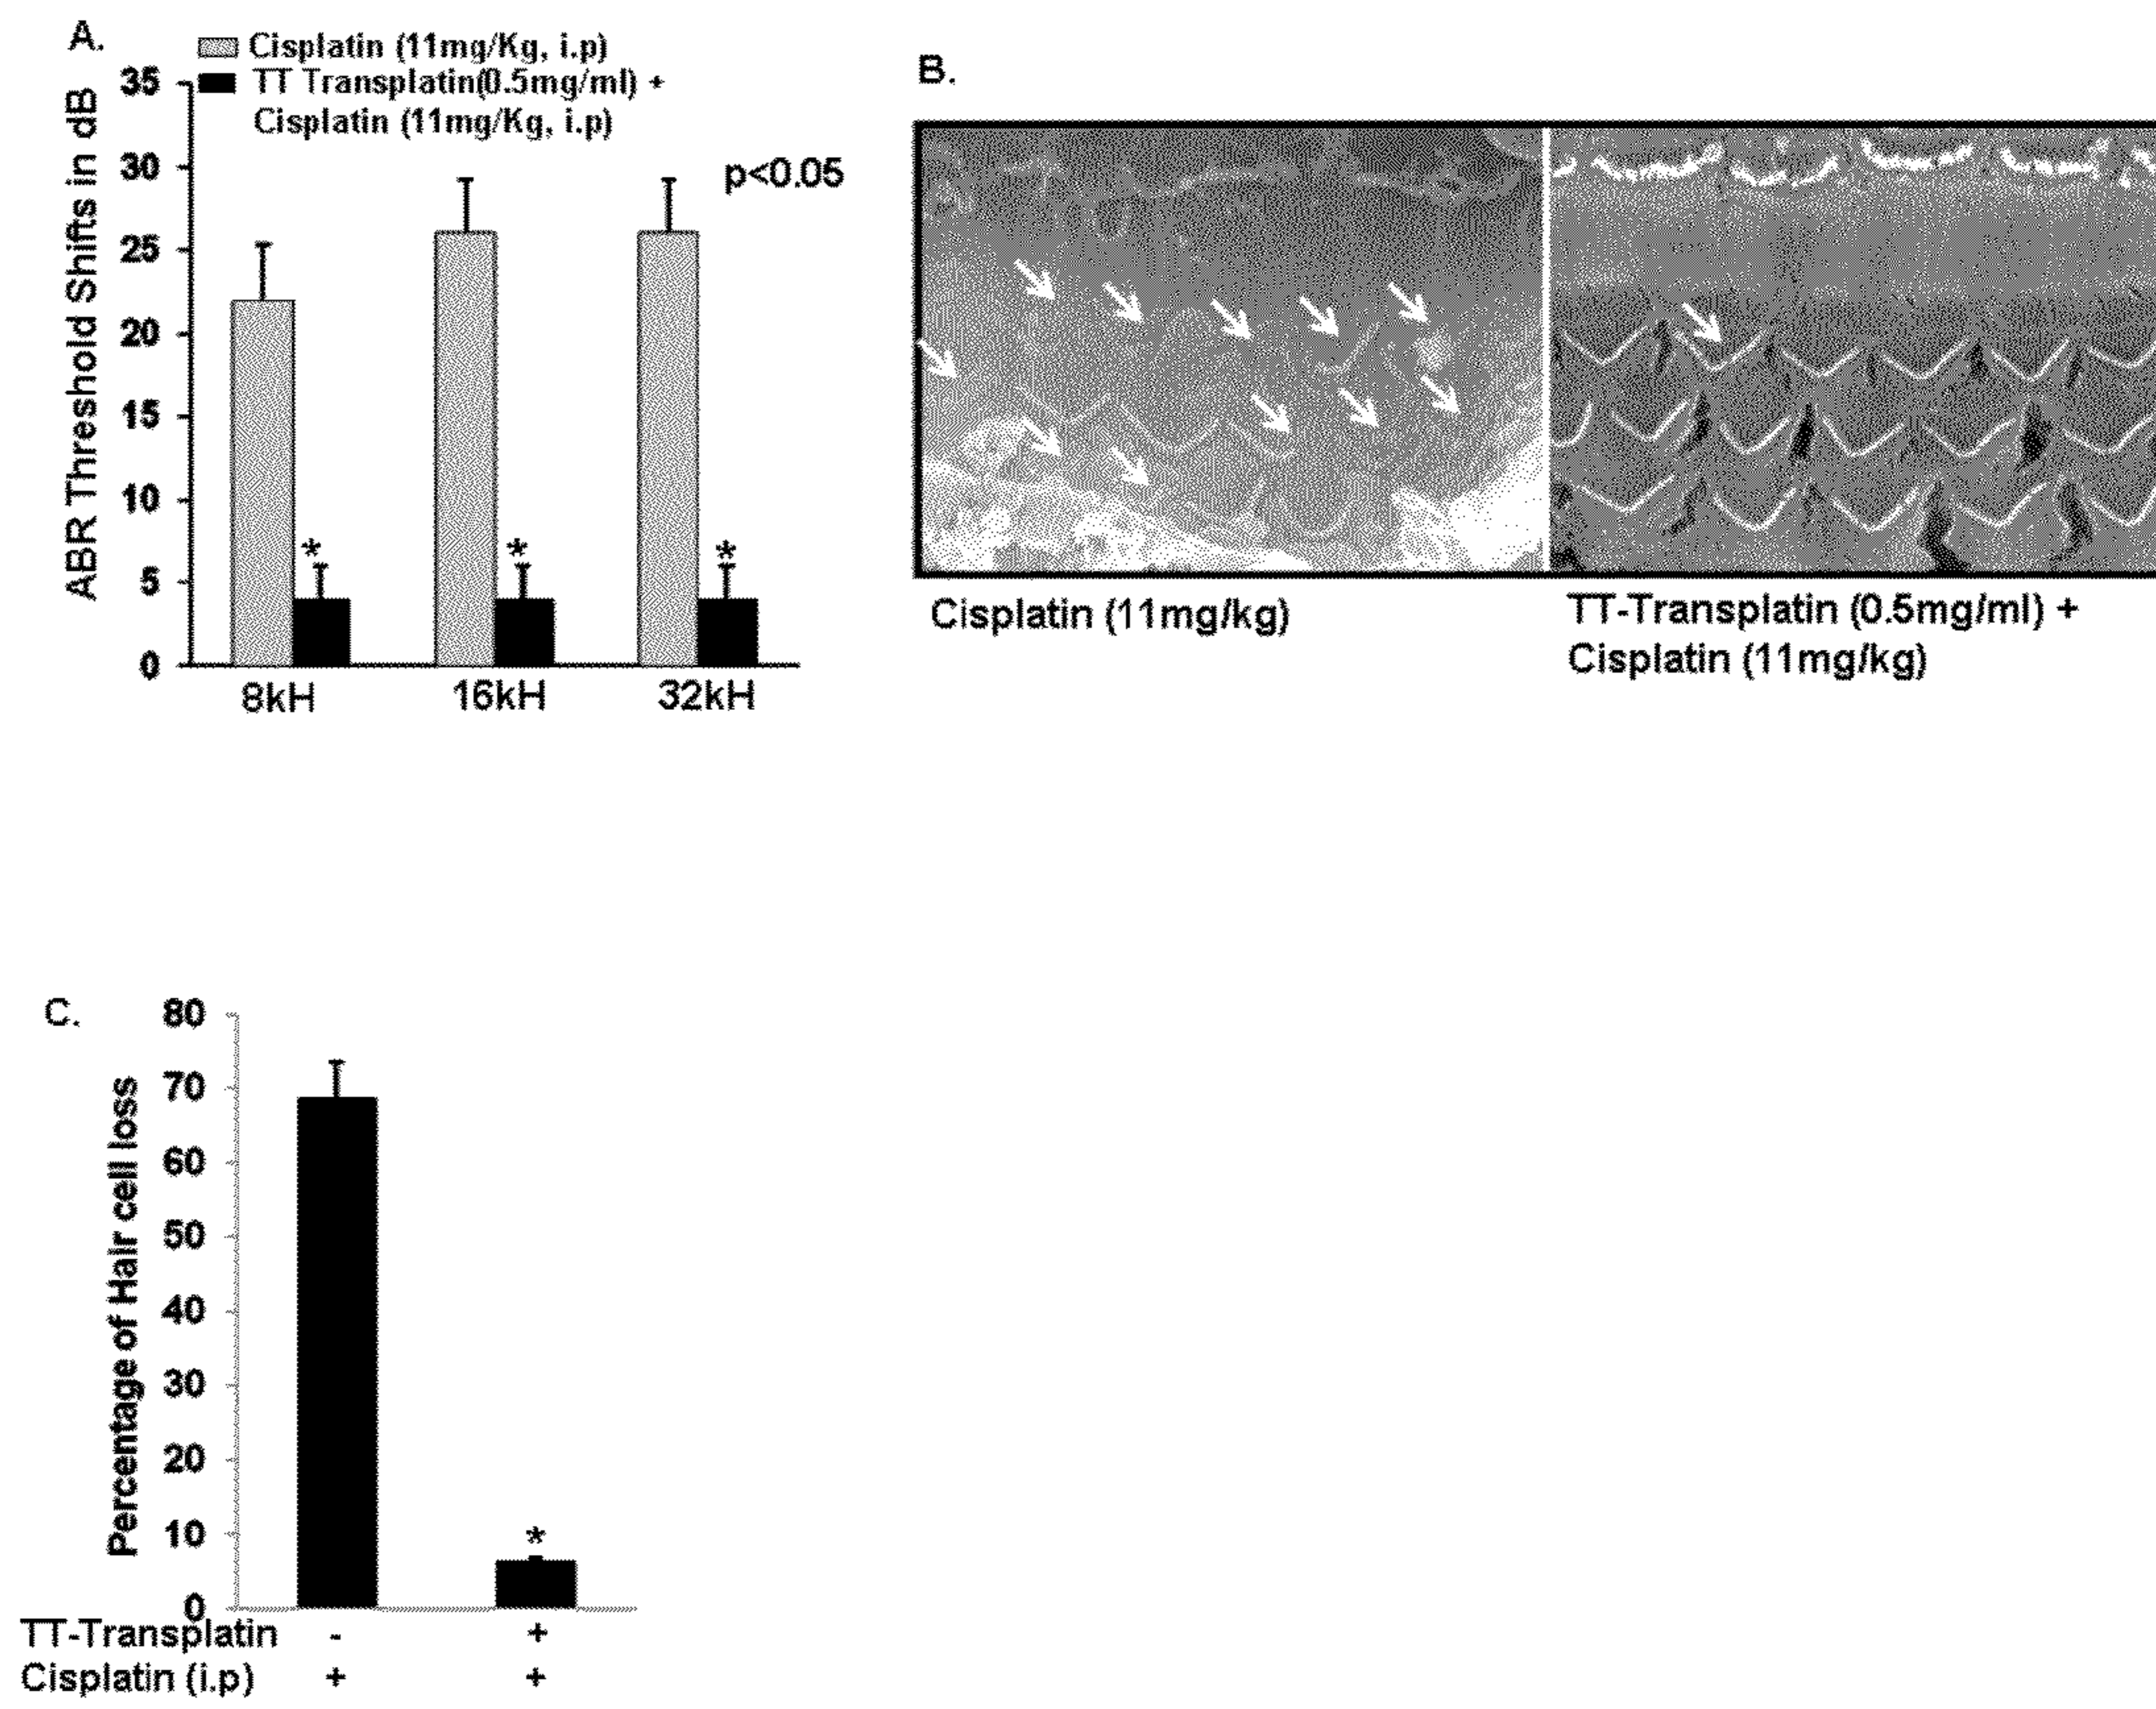 A.
Cisplatin (11mg/Kg, i.p)
TT Transplatin(0.5mg/ml) +
Cisplatin (11mg/Kg, i.p)
ABR Threshold Shifts in dB
35
30
25
20
15
10
5
0
p<0.05
*
*
*
8kH
16kH
32kH
B.
Cisplatin (11mg/kg)
TT-Transplatin (0.5mg/ml) +
Cisplatin (11mg/kg)
C.
Percentage of Hair cell loss
80
70
60
50
40
30
20
10
0
*
TT-Transplatin - +
Cisplatin (i.p) + +